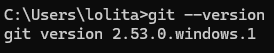 C:\Users\lolita>git --version
git version 2.53.0.windows.1